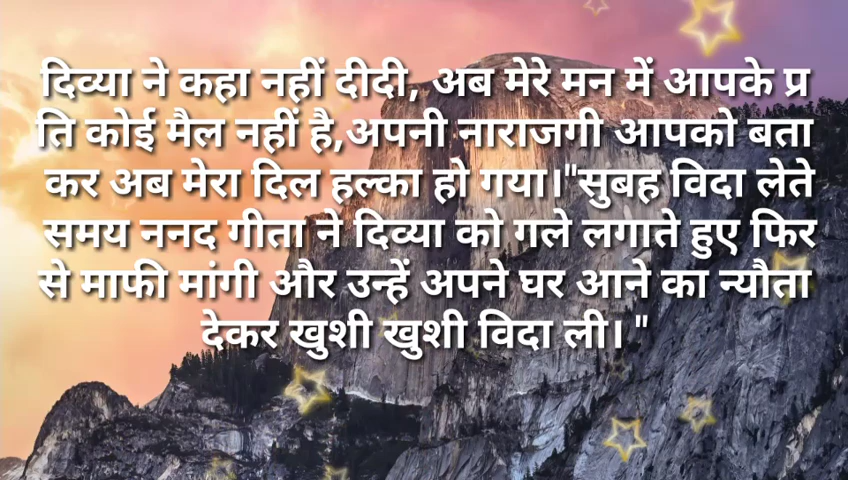 दिव्या ने कहा नहीं दीदी, अब मेरे मन में आपके प्र
ति कोई मैल नहीं है,अपनी नाराजगी आपको बता
कर अब मेरा दिल हल्का हो गया।"सुबह विदा लेते
समय ननद गीता ने दिव्या को गले लगाते हुए फिर
से माफी मांगी और उन्हें अपने घर आने का न्यौता
देकर खुशी खुशी विदा ली। "